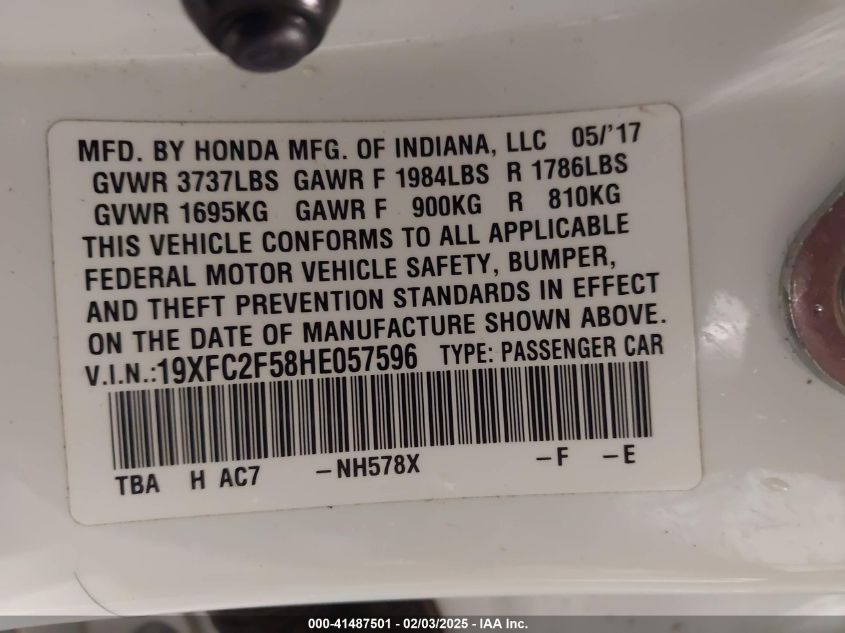 MFD. BY HONDA MFG. OF INDIANA, LLC 05/'17
GVWR 3737LBS GAWR F 1984LBS R 1786LBS
GVWR 1695KG GAWR F 900KG R 810KG
THIS VEHICLE CONFORMS TO ALL APPLICABLE
FEDERAL MOTOR VEHICLE SAFETY, BUMPER,
AND THEFT PREVENTION STANDARDS IN EFFECT
ON THE DATE OF MANUFACTURE SHOWN ABOVE.
V.I.N.:19XFC2F58HE057596 TYPE: PASSENGER CAR
TBA H AC7 -NH578X -F -E
000-41487501 - 02/03/2025 - IAA Inc.